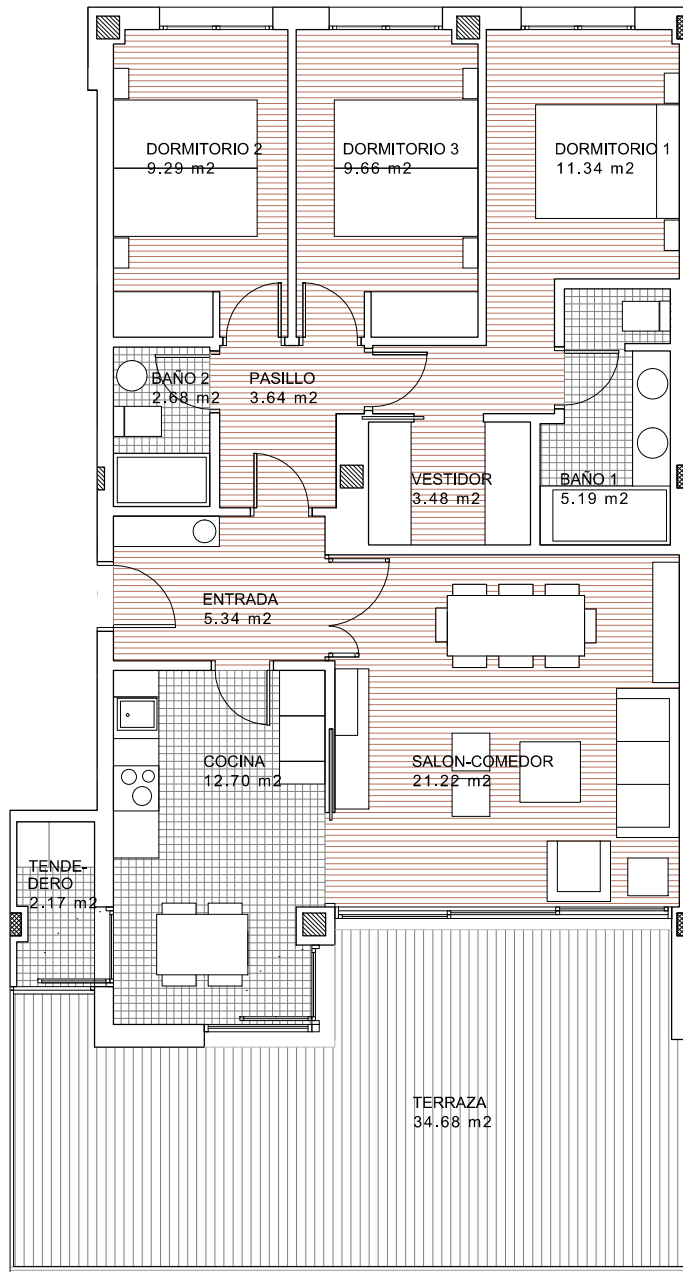 DORMITORIO 2
9.29 m2
DORMITORIO 3
9.66 m2
DORMITORIO 1
11.34 m2
BAÑO 2
2.68 m2
PASILLO
3.64 m2
VESTIDOR
3.48 m2
BAÑO 1
5.19 m2
ENTRADA
5.34 m2
COCINA
12.70 m2
SALON-COMEDOR
21.22 m2
TENDE-
DERO
2.17 m2
TERRAZA
34.68 m2